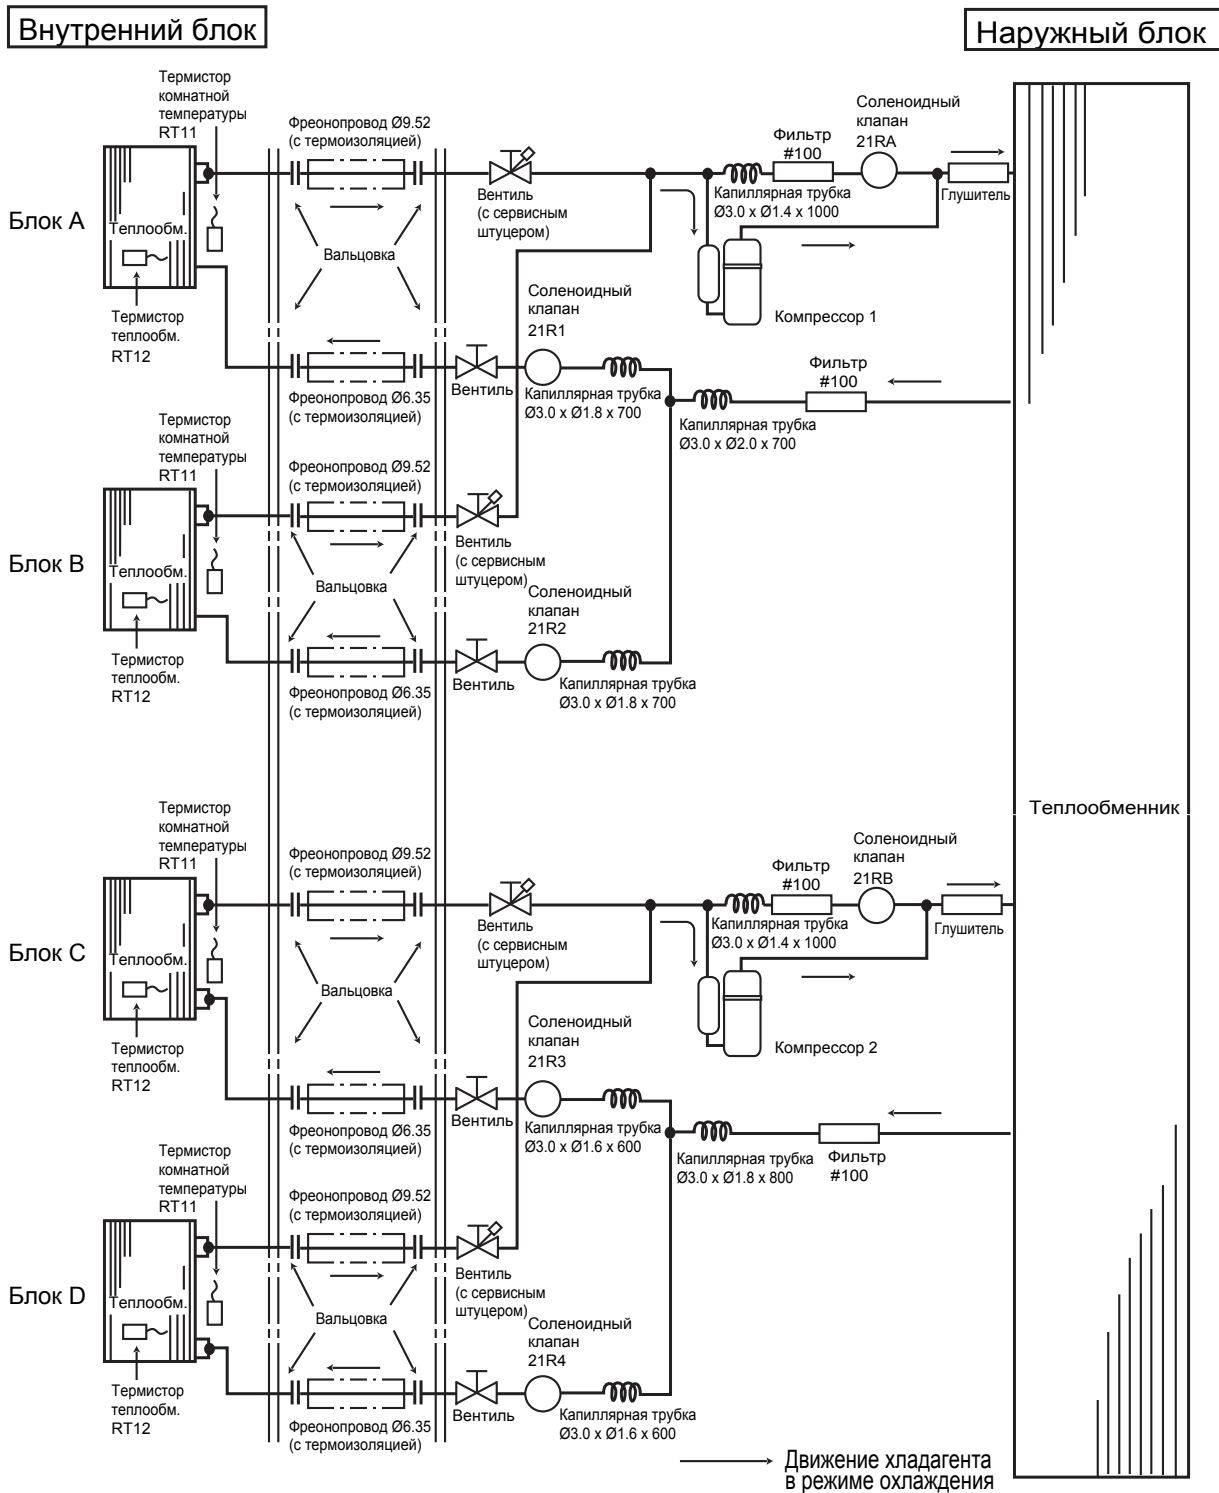 Внутренний блок
Наружный блок
Термистор
комнатной
температуры
RT11
Фреонопровод Ø9.52
(с термоизоляцией)
Соленоидный
клапан
21RA
Фильтр
#100
Глушитель
Капиллярная трубка
Ø3.0 x Ø1.4 x 1000
Вентиль
(с сервисным
штуцером)
Блок A
Теплообм.
Вальцовка
Термистор
теплообм.
RT12
Соленоидный
клапан
21R1
Компрессор 1
Фильтр
#100
Фреонопровод Ø6.35
(с термоизоляцией)
Вентиль
Капиллярная трубка
Ø3.0 x Ø1.8 x 700
Капиллярная трубка
Ø3.0 x Ø2.0 x 700
Термистор
комнатной
температуры
RT11
Фреонопровод Ø9.52
(с термоизоляцией)
Вентиль
(с сервисным
штуцером)
Блок B
Теплообм.
Вальцовка
Соленоидный
клапан
21R2
Термистор
теплообм.
RT12
Фреонопровод Ø6.35
(с термоизоляцией)
Вентиль
Капиллярная трубка
Ø3.0 x Ø1.8 x 700
Теплообменник
Термистор
комнатной
температуры
RT11
Фреонопровод Ø9.52
(с термоизоляцией)
Соленоидный
клапан
21RB
Фильтр
#100
Глушитель
Капиллярная трубка
Ø3.0 x Ø1.4 x 1000
Вентиль
(с сервисным
штуцером)
Блок C
Теплообм.
Вальцовка
Термистор
теплообм.
RT12
Соленоидный
клапан
21R3
Компрессор 2
Фреонопровод Ø6.35
(с термоизоляцией)
Вентиль
Капиллярная трубка
Ø3.0 x Ø1.6 x 600
Капиллярная трубка
Ø3.0 x Ø1.8 x 800
Фильтр
#100
Термистор
комнатной
температуры
RT11
Фреонопровод Ø9.52
(с термоизоляцией)
Вентиль
(с сервисным
штуцером)
Блок D
Теплообм.
Вальцовка
Соленоидный
клапан
21R4
Термистор
теплообм.
RT12
Фреонопровод Ø6.35
(с термоизоляцией)
Вентиль
Капиллярная трубка
Ø3.0 x Ø1.6 x 600
Движение хладагента
в режиме охлаждения